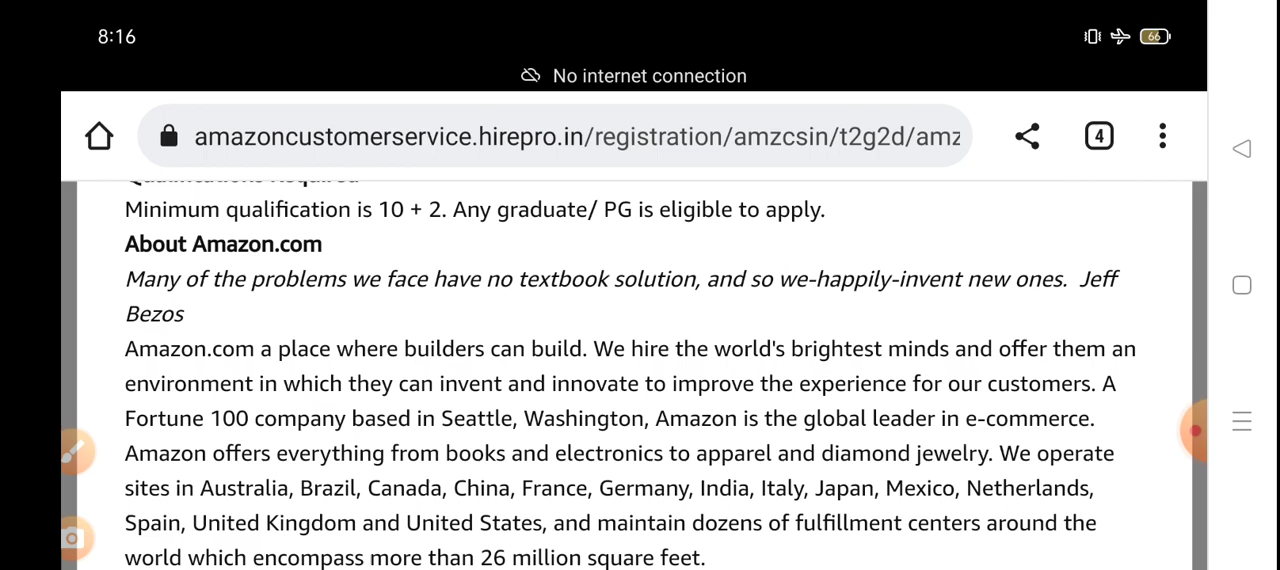 8:16
66
No internet connection
amazoncustomerservice.hirepro.in/registration/amzcsin/t2g2d/amz
4
Qualifications Required
Minimum qualification is 10 + 2. Any graduate/ PG is eligible to apply.
About Amazon.com
Many of the problems we face have no textbook solution, and so we-happily-invent new ones. Jeff
Bezos
Amazon.com a place where builders can build. We hire the world's brightest minds and offer them an
environment in which they can invent and innovate to improve the experience for our customers. A
Fortune 100 company based in Seattle, Washington, Amazon is the global leader in e-commerce.
Amazon offers everything from books and electronics to apparel and diamond jewelry. We operate
sites in Australia, Brazil, Canada, China, France, Germany, India, Italy, Japan, Mexico, Netherlands,
Spain, United Kingdom and United States, and maintain dozens of fulfillment centers around the
world which encompass more than 26 million square feet.